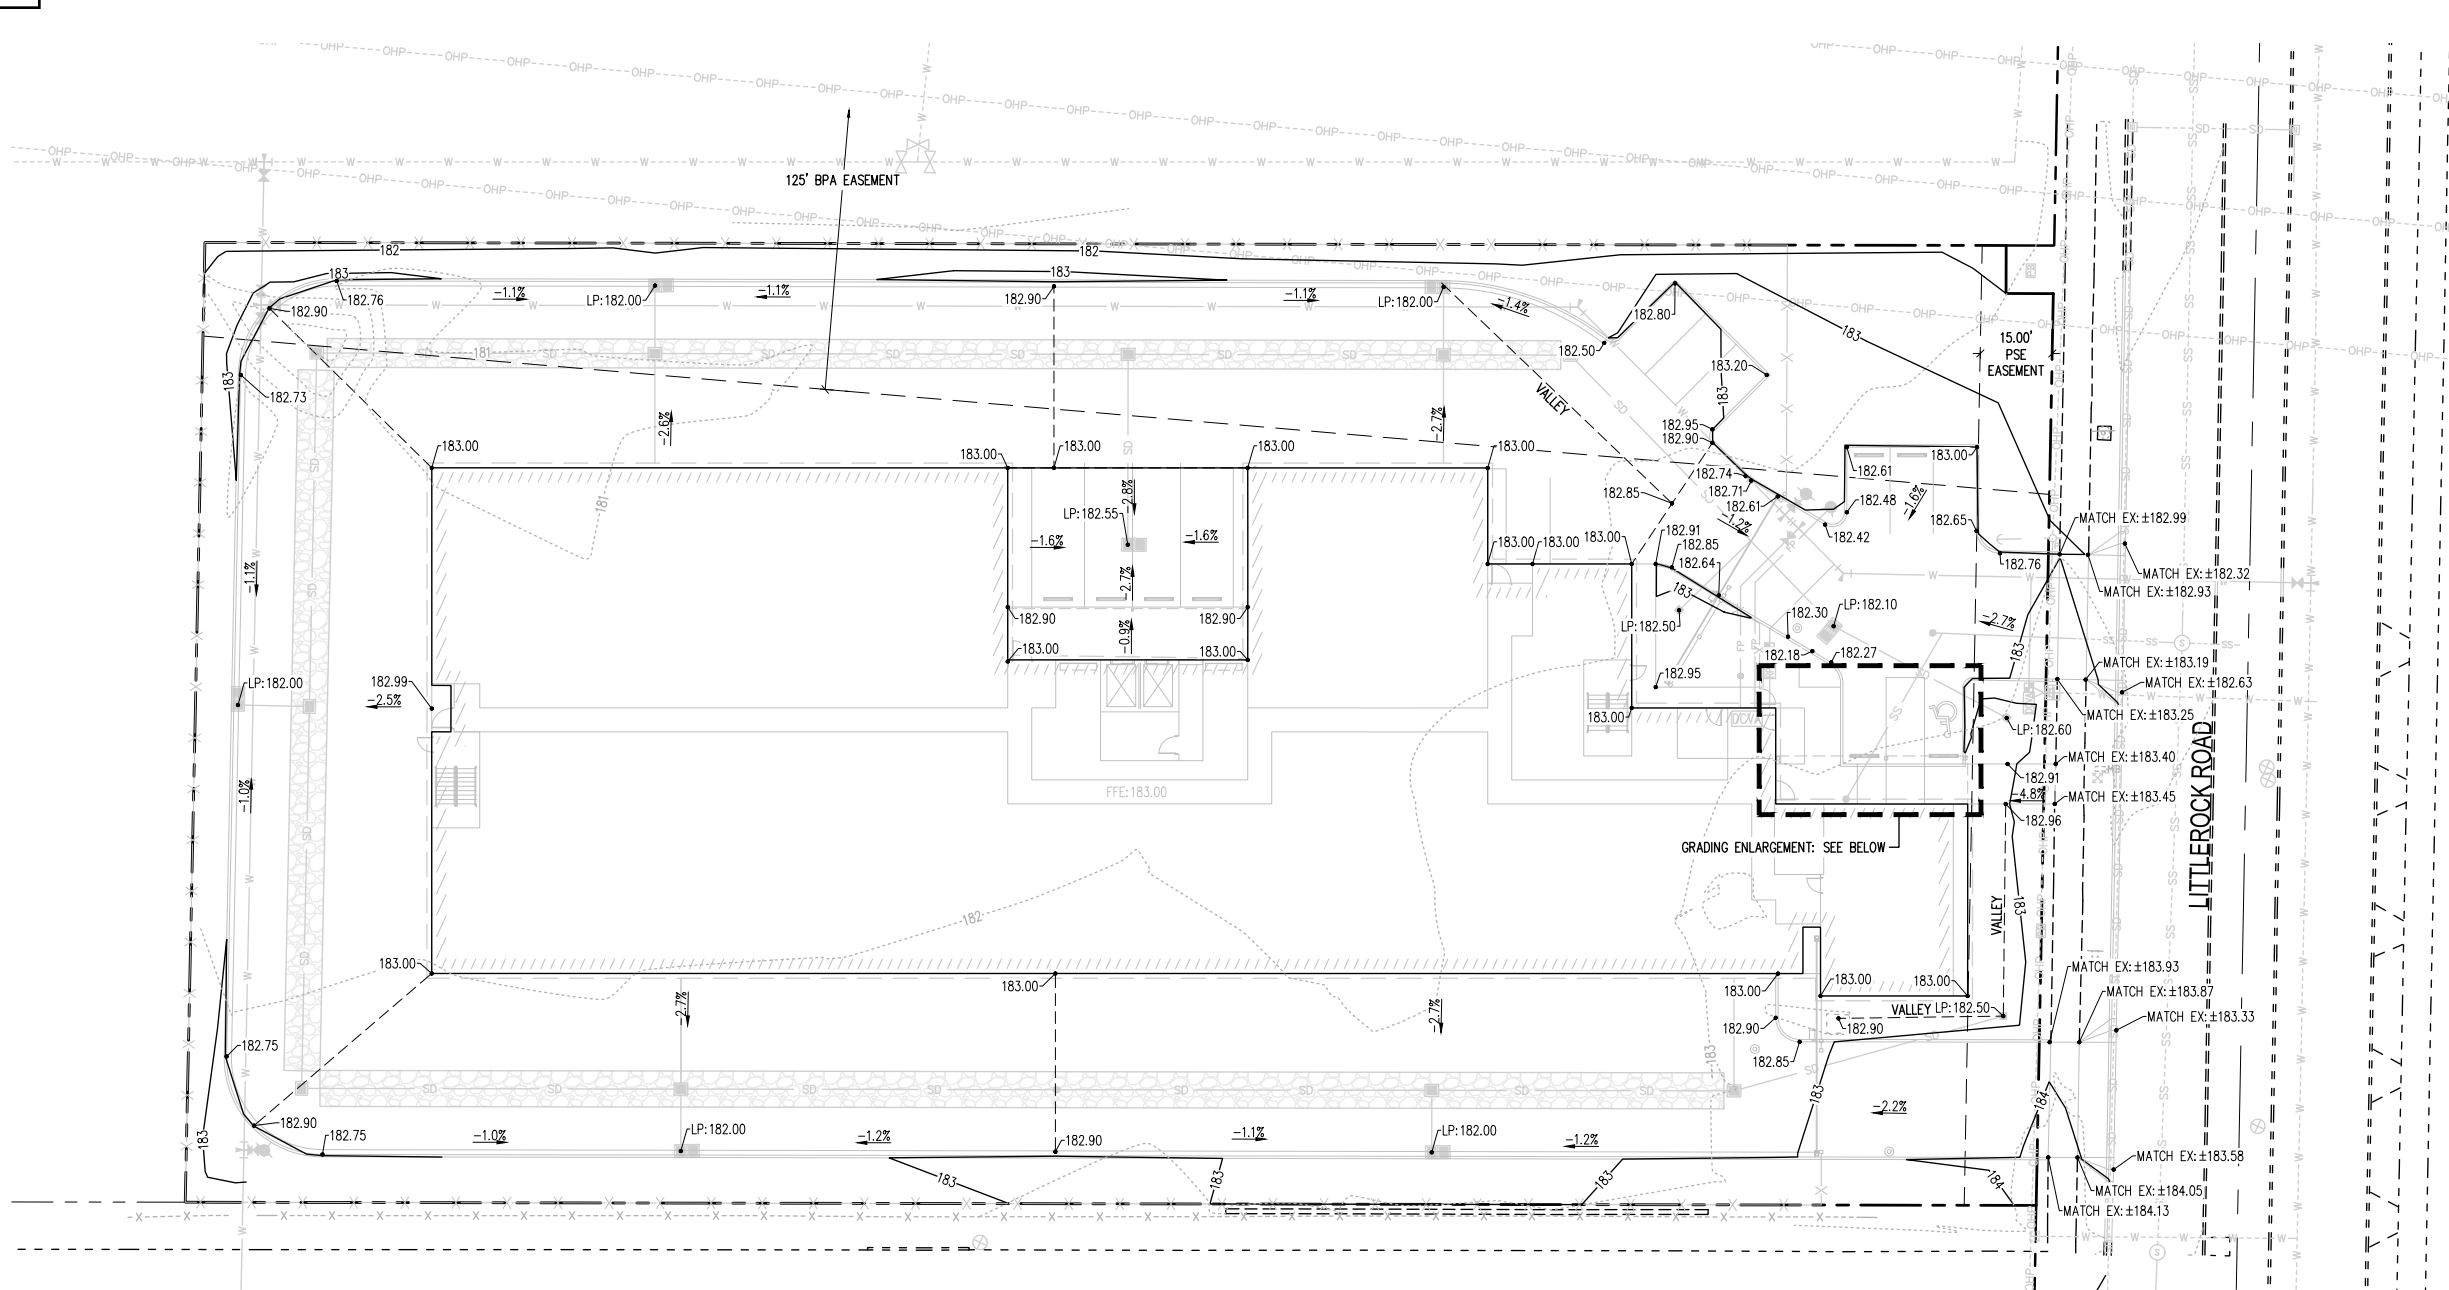 125' BPA EASEMENT
182
182
183
183
182.76
182.90
-1.1%
LP:182.00
-1.1%
182.90
-1.1%
LP:182.00
-1.4%
182.80
182.50
183
15.00'
PSE
EASEMENT
183.20
183
183
182.73
VALLEY
-2.6%
-2.7%
182.95
182.90
183.00
183.00
183.00
183.00
183.00
182.74
182.71
182.61
182.61
183.00
182.48
-1.6%
182.85
-1.2%
182.42
182.65
-2.8%
LP:182.55
-1.6%
-1.6%
MATCH EX:±182.99
183.00
183.00
183.00
182.91
182.85
182.64
182.76
MATCH EX:±182.32
MATCH EX:±182.93
-1.1%
-2.7%
183
182.90
182.90
-0.9%
182.30
LP:182.10
LP:182.50
-2.7%
183.00
183.00
182.18
182.27
183
MATCH EX:±183.19
MATCH EX:±182.63
182.95
LP:182.00
182.99
-2.5%
183.00
DCVA
MATCH EX:±183.25
LP:182.60
MATCH EX:±183.40
182.91
-1.0%
FFE:183.00
-4.8%
MATCH EX:±183.45
182.96
GRADING ENLARGEMENT: SEE BELOW
LITTLEROCK ROAD
VALLEY
183
181
181
182
183.00
183.00
183.00
183.00
183.00
MATCH EX:±183.93
MATCH EX:±183.87
MATCH EX:±183.33
-2.7%
-2.7%
182.90
VALLEY
LP:182.50
182.90
182.85
183
182.75
182.90
182.75
-1.0%
LP:182.00
-1.2%
182.90
-1.1%
LP:182.00
-1.2%
183
-2.2%
184
183
183
183
183
184
MATCH EX:±183.58
MATCH EX:±184.05
MATCH EX:±184.13